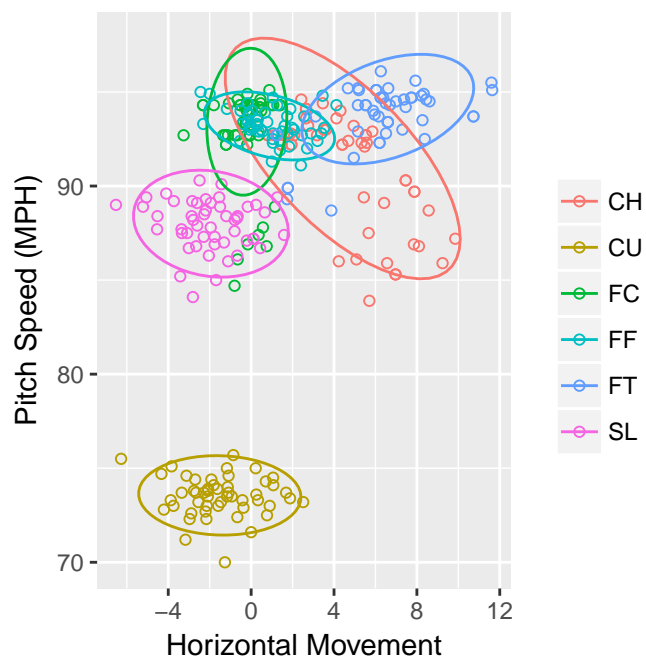 Pitch Speed (MPH)
90
80
70
−4
0
4
8
12
Horizontal Movement
CH
CU
FC
FF
FT
SL